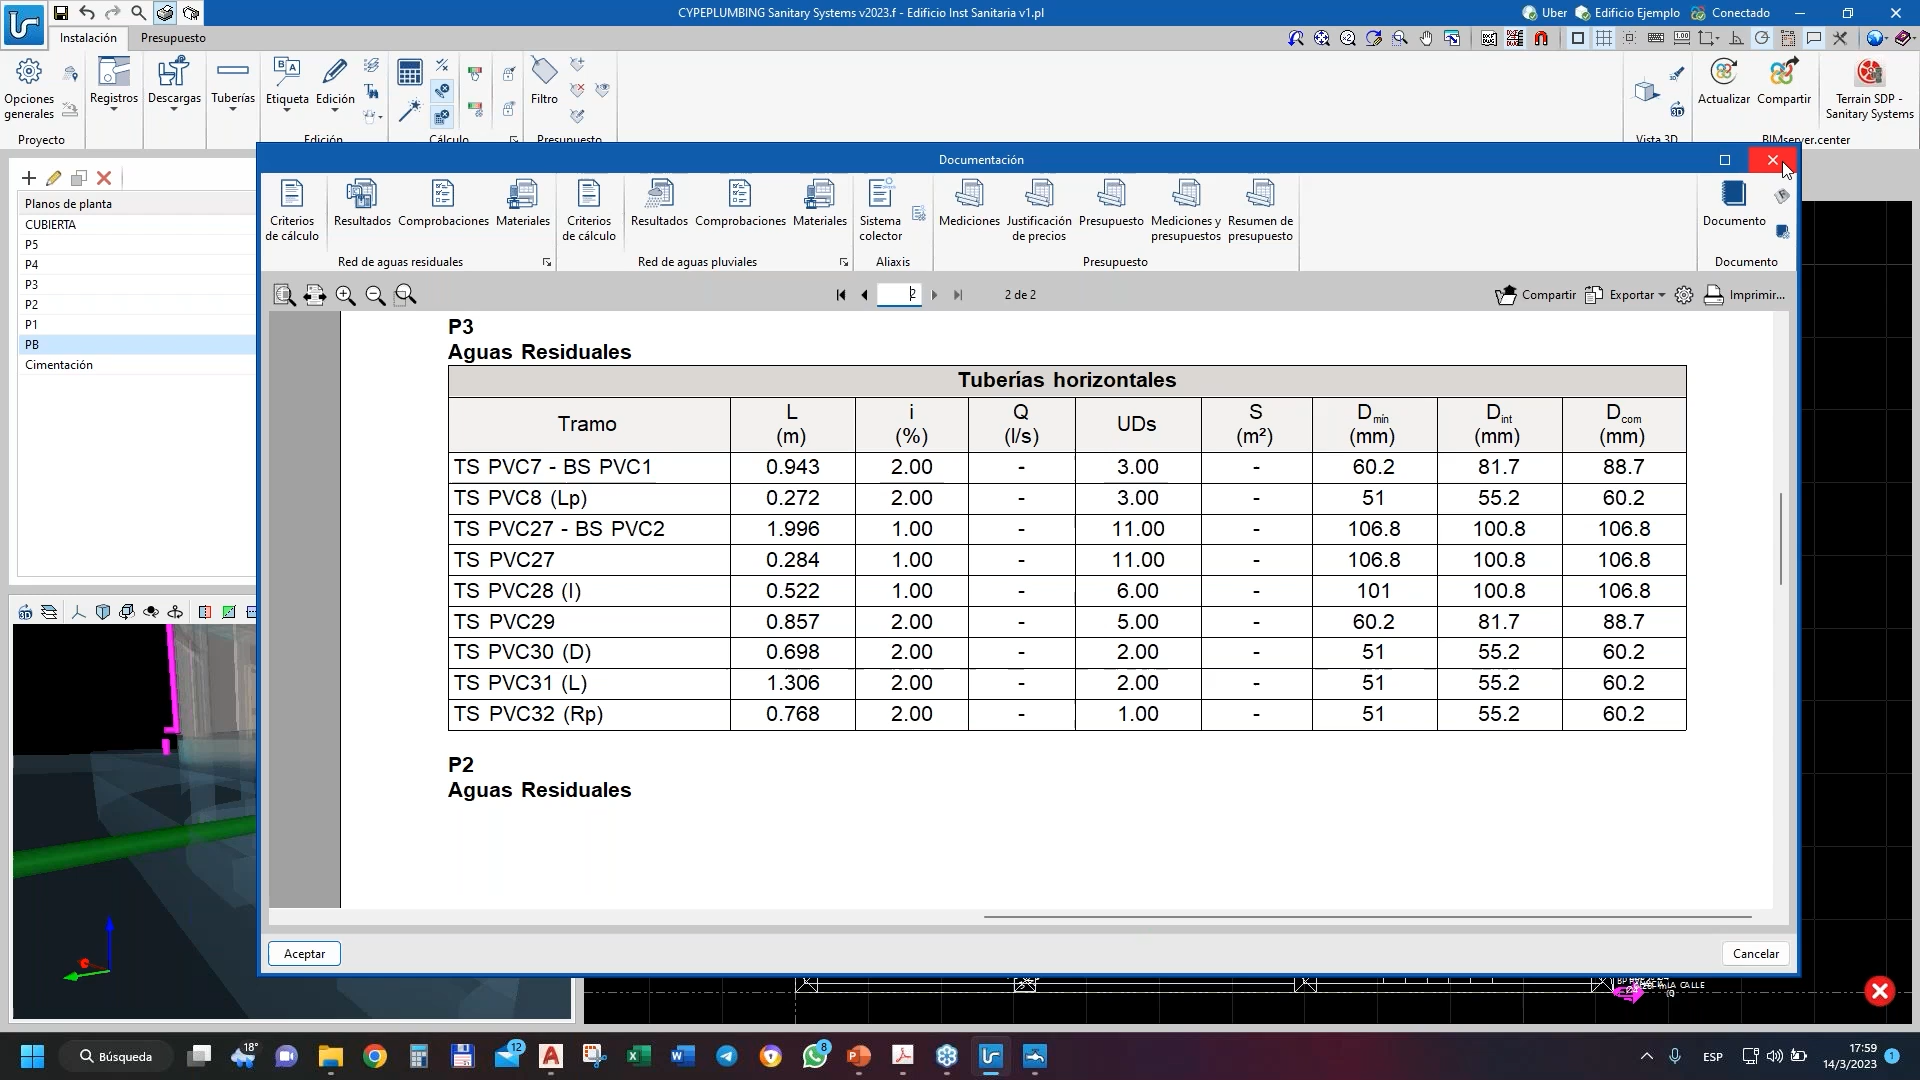 CYPEPLUMBING Sanitary Systems v2023.f - Edificio Inst Sanitaria v1.pl
Uber
Edificio Ejemplo
Conectado
Instalación
Presupuesto
Opciones generales
Registros
Descargas
Tuberías
Etiqueta
Edición
Filtro
Actualizar
Compartir
Terrain SDP - Sanitary Systems
Proyecto
Edición
Cálculo
Presupuesto
Vista 3D
BIMserver.center
Planos de planta
CUBIERTA
P5
P4
P3
P2
P1
PB
Cimentación
Documentación
Criterios de cálculo
Resultados
Comprobaciones
Materiales
Criterios de cálculo
Resultados
Comprobaciones
Materiales
Sistema colector
Mediciones
Justificación de precios
Presupuesto
Mediciones y presupuestos
Resumen de presupuesto
Documento
Red de aguas residuales
Red de aguas pluviales
Aliaxis
Presupuesto
Documento
2
2 de 2
Compartir
Exportar
Imprimir...
P3
Aguas Residuales
Tuberías horizontales
Tramo L (m) i (%) Q (l/s) UDs S (m²) Dmín (mm) Dint (mm) Dcom (mm)
TS PVC7 - BS PVC1 0.943 2.00 - 3.00 - 60.2 81.7 88.7
TS PVC8 (Lp) 0.272 2.00 - 3.00 - 51 55.2 60.2
TS PVC27 - BS PVC2 1.996 1.00 - 11.00 - 106.8 100.8 106.8
TS PVC27 0.284 1.00 - 11.00 - 106.8 100.8 106.8
TS PVC28 (I) 0.522 1.00 - 6.00 - 101 100.8 106.8
TS PVC29 0.857 2.00 - 5.00 - 60.2 81.7 88.7
TS PVC30 (D) 0.698 2.00 - 2.00 - 51 55.2 60.2
TS PVC31 (L) 1.306 2.00 - 2.00 - 51 55.2 60.2
TS PVC32 (Rp) 0.768 2.00 - 1.00 - 51 55.2 60.2
P2
Aguas Residuales
Aceptar
Cancelar
LA CALLE
Búsqueda
18°
12
8
ESP
17:59
14/3/2023
1